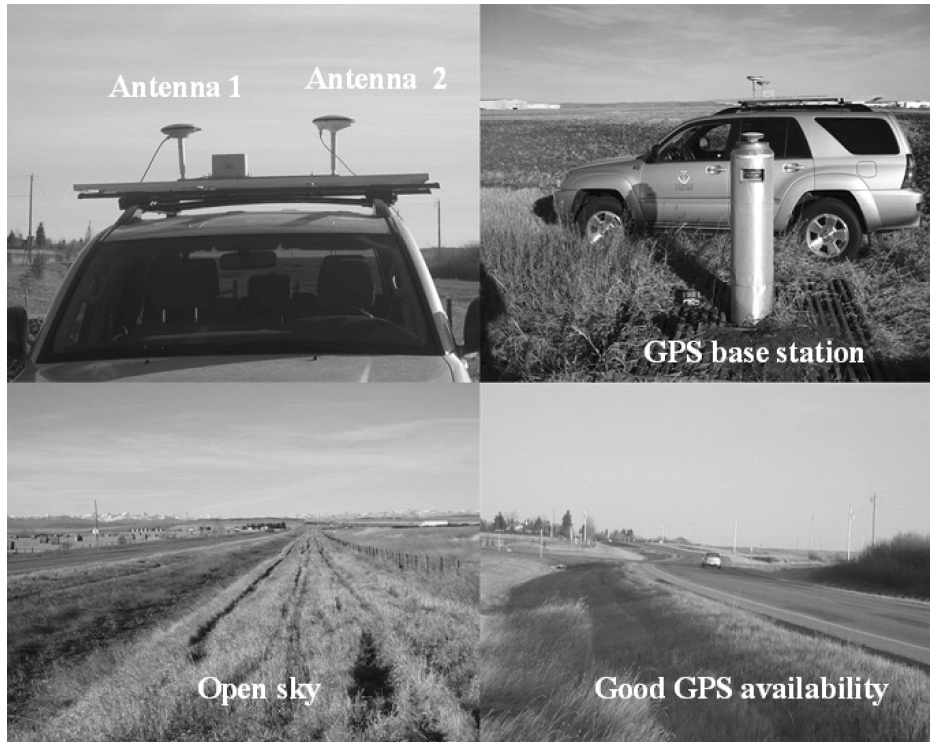 Antenna 1
Antenna 2
GPS base station
Open sky
Good GPS availability